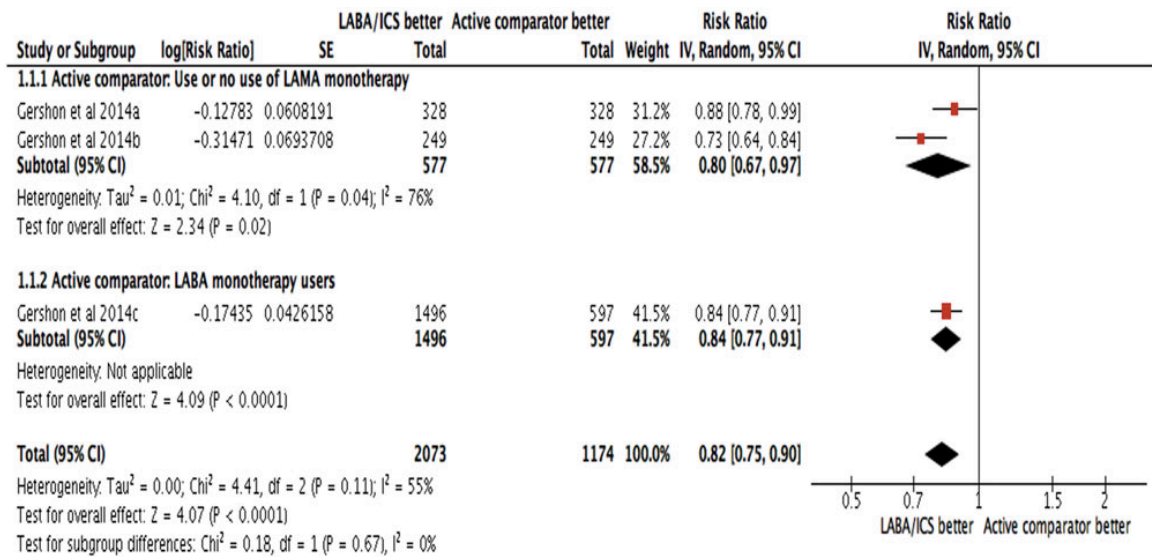 LABA/ICS better Active comparator better Risk Ratio Risk Ratio
Study or Subgroup log[Risk Ratio] SE Total Total Weight IV, Random, 95% CI IV, Random, 95% CI
1.1.1 Active comparator: Use or no use of LAMA monotherapy
Gershon et al 2014a −0.12783 0.0608191 328 328 31.2% 0.88 [0.78, 0.99]
Gershon et al 2014b −0.31471 0.0693708 249 249 27.2% 0.73 [0.64, 0.84]
Subtotal (95% CI) 577 577 58.5% 0.80 [0.67, 0.97]
Heterogeneity: Tau² = 0.01; Chi² = 4.10, df = 1 (P = 0.04); I² = 76%
Test for overall effect: Z = 2.34 (P = 0.02)
1.1.2 Active comparator: LABA monotherapy users
Gershon et al 2014c −0.17435 0.0426158 1496 597 41.5% 0.84 [0.77, 0.91]
Subtotal (95% CI) 1496 597 41.5% 0.84 [0.77, 0.91]
Heterogeneity: Not applicable
Test for overall effect: Z = 4.09 (P < 0.0001)
Total (95% CI) 2073 1174 100.0% 0.82 [0.75, 0.90]
Heterogeneity: Tau² = 0.00; Chi² = 4.41, df = 2 (P = 0.11); I² = 55%
Test for overall effect: Z = 4.07 (P < 0.0001)
Test for subgroup differences: Chi² = 0.18, df = 1 (P = 0.67), I² = 0%
0.5 0.7 1 1.5 2
LABA/ICS better Active comparator better